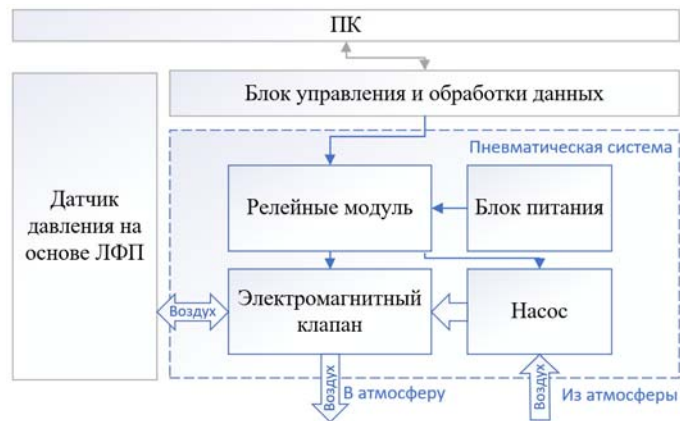 ПК
Блок управления и обработки данных
Пневматическая система
Датчик
давления на
основе ЛФП
Релейные модуль
Блок питания
Воздух
Электромагнитный
клапан
Насос
Воздух
В атмосферу
Воздух
Из атмосферы